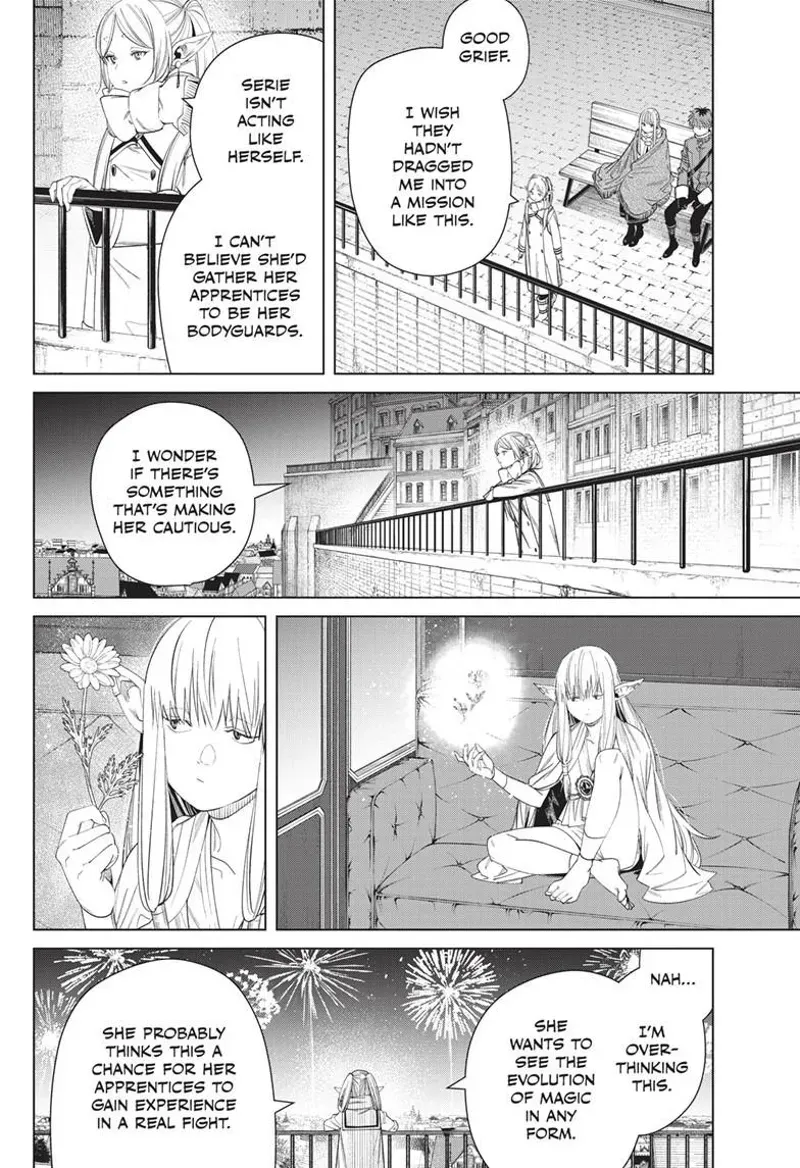 GOOD
GRIEF.
I WISH
THEY
HADN'T
DRAGGED
ME INTO
A MISSION
LIKE THIS.
SERIE
ISN'T
ACTING
LIKE
HERSELF.
I CAN'T
BELIEVE SHE'D
GATHER HER
APPRENTICES
TO BE HER
BODYGUARDS.
I WONDER
IF THERE'S
SOMETHING
THAT'S MAKING
HER CAUTIOUS.
NAH...
I'M
OVER-
THINKING
THIS.
SHE
WANTS TO
SEE THE
EVOLUTION
OF MAGIC
IN ANY
FORM.
SHE PROBABLY
THINKS THIS A
CHANCE FOR HER
APPRENTICES TO
GAIN EXPERIENCE
IN A REAL FIGHT.